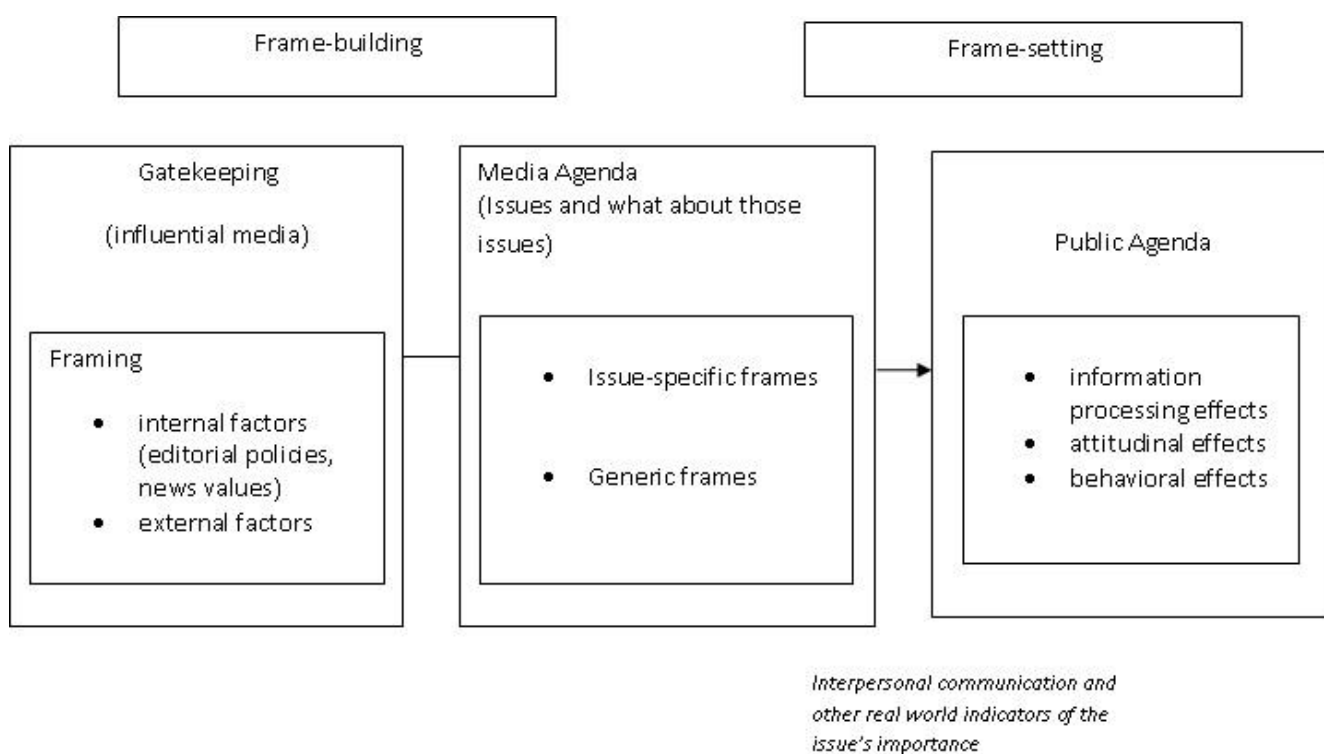 Frame-building
Frame-setting
Gatekeeping
(influential media)
Framing
• internal factors
(editorial policies,
news values)
• external factors
Media Agenda
(Issues and what about those
issues)
• Issue-specific frames
• Generic frames
Public Agenda
• information
processing effects
• attitudinal effects
• behavioral effects
Interpersonal communication and
other real world indicators of the
issue's importance